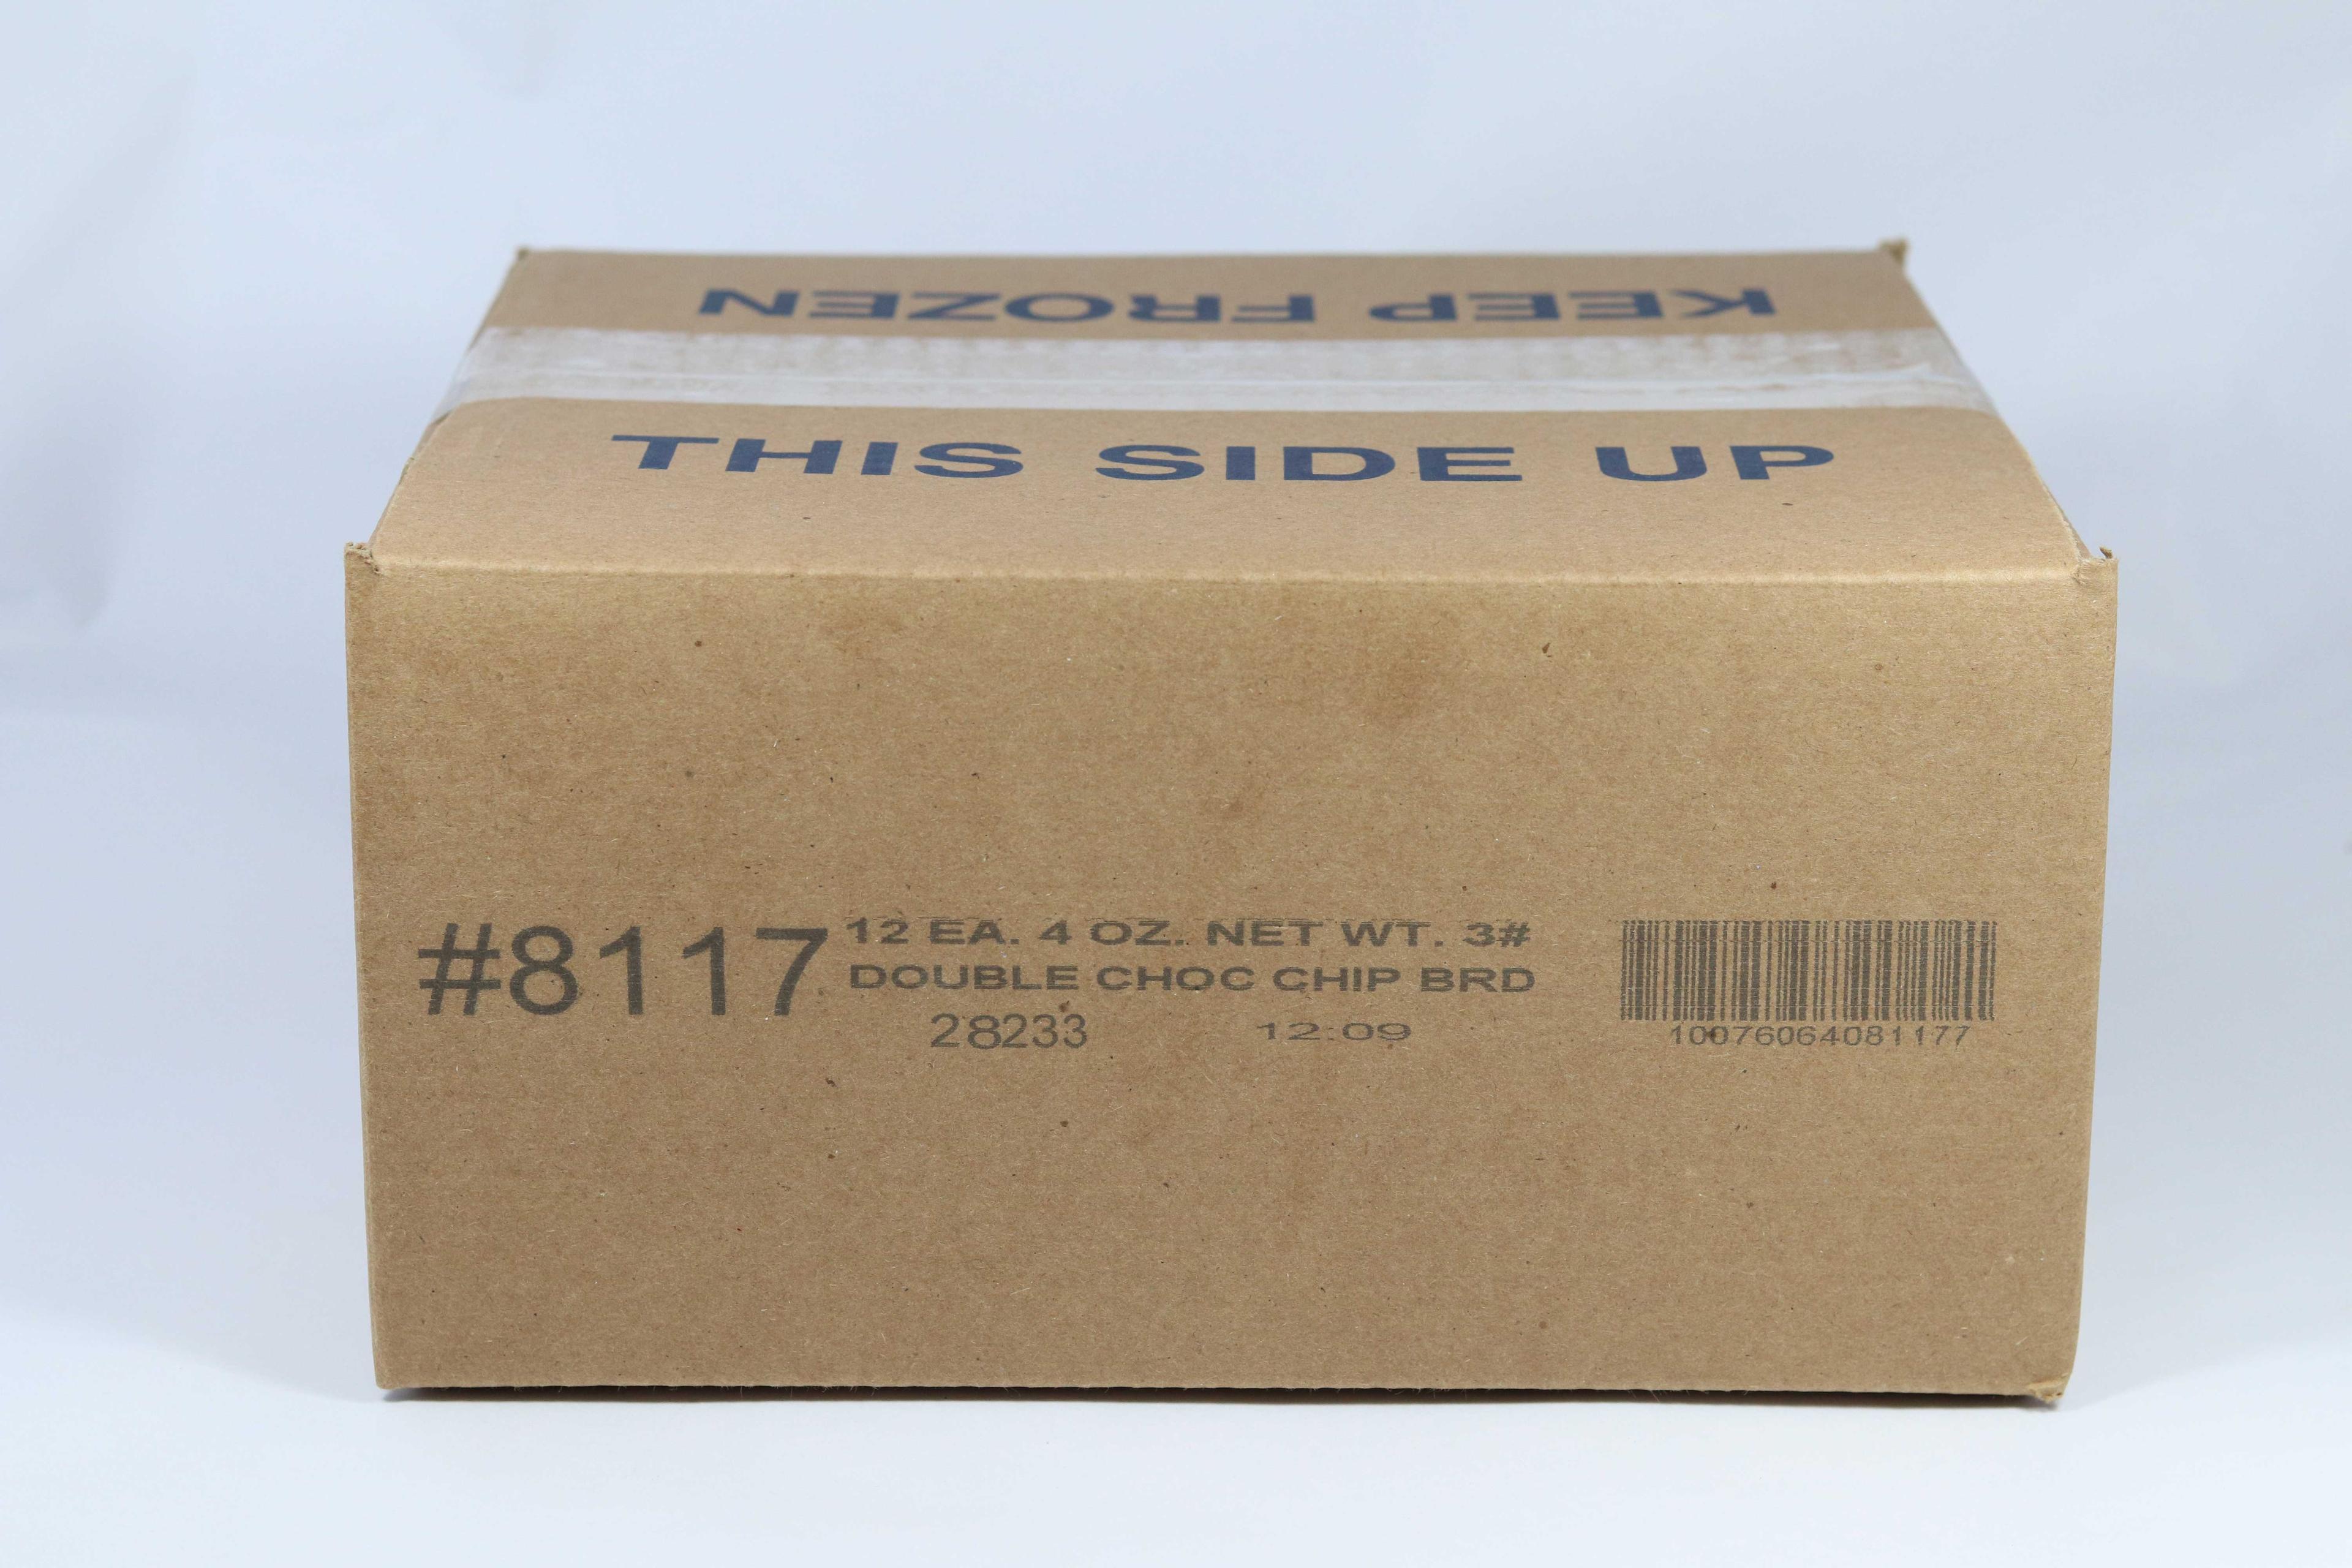 KEEP FROZEN
THIS SIDE UP
#8117
12 EA. 4 OZ. NET WT. 3#
DOUBLE CHOC CHIP BRD
28233 12:09
10076064081177